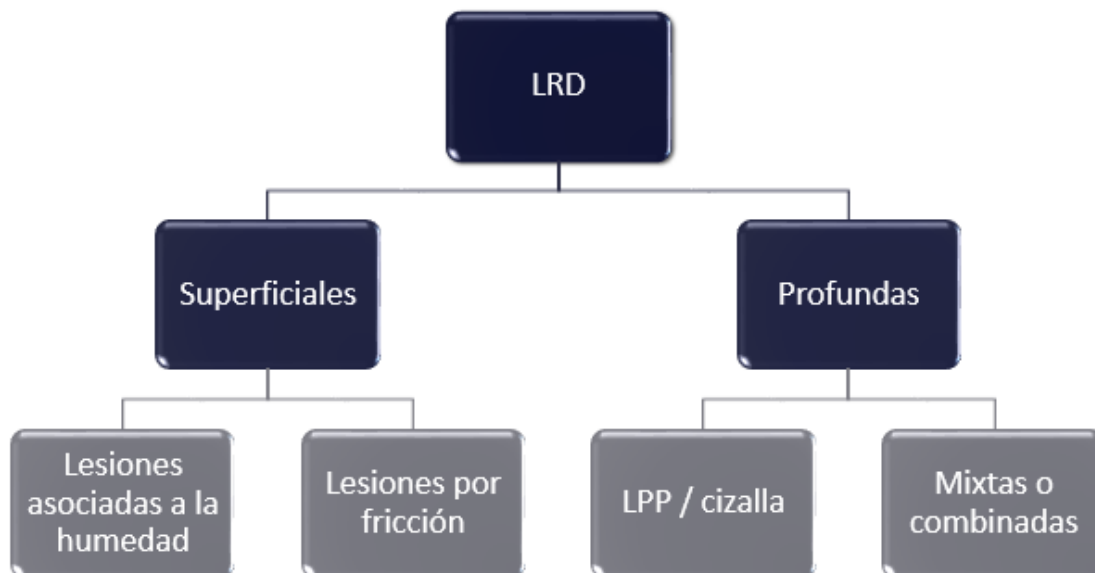 LRD
Superficiales
Profundas
Lesiones
asociadas a la
humedad
Lesiones por
fricción
LPP / cizalla
Mixtas o
combinadas